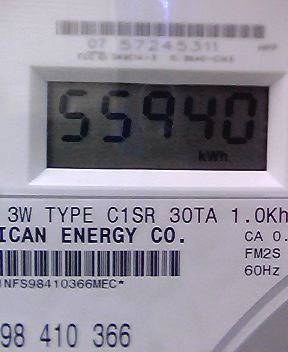 07 57245311
55940
kWh
3W TYPE C1SR 30TA 1.0Kh
ICAN ENERGY CO.
CA 0.
FM2S
60Hz
NFS98410366MEC*
98 410 366